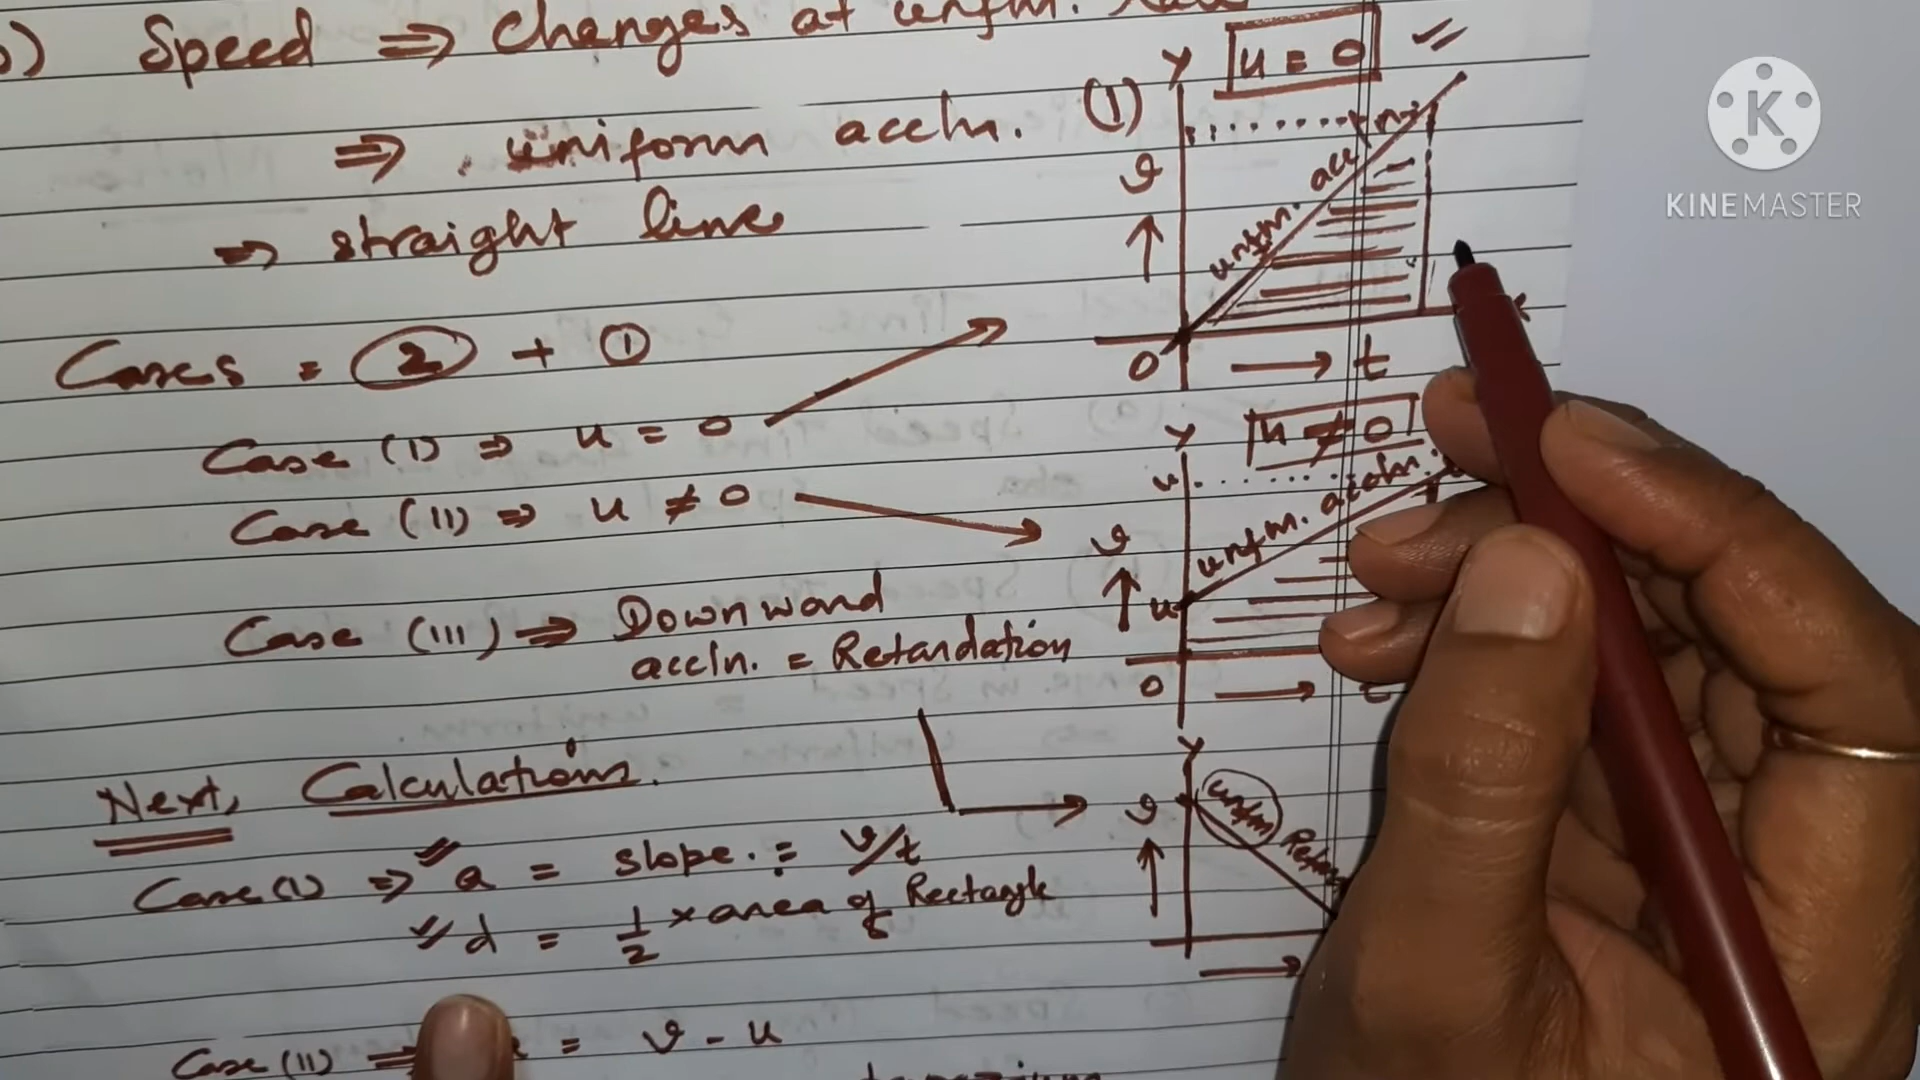 Speed ⇒ changes at unfm.
⇒ uniform accln.
⇒ straight line
Cases = 2 + 1
Case (I) ⇒ u = 0
Case (II) ⇒ u ≠ 0
Case (III) ⇒ Downward
accln. = Retardation
Next, Calculations.
Case (I) ⇒ a = slope = v/t
d = 1/2 × area of Rectangle
Case (II) ⇒ = v - u
(I)
y u = 0
v
unfm. acc
0 t
y u ≠ 0
v
unfm. accln.
u
0 t
y
v unfm
KINEMASTER